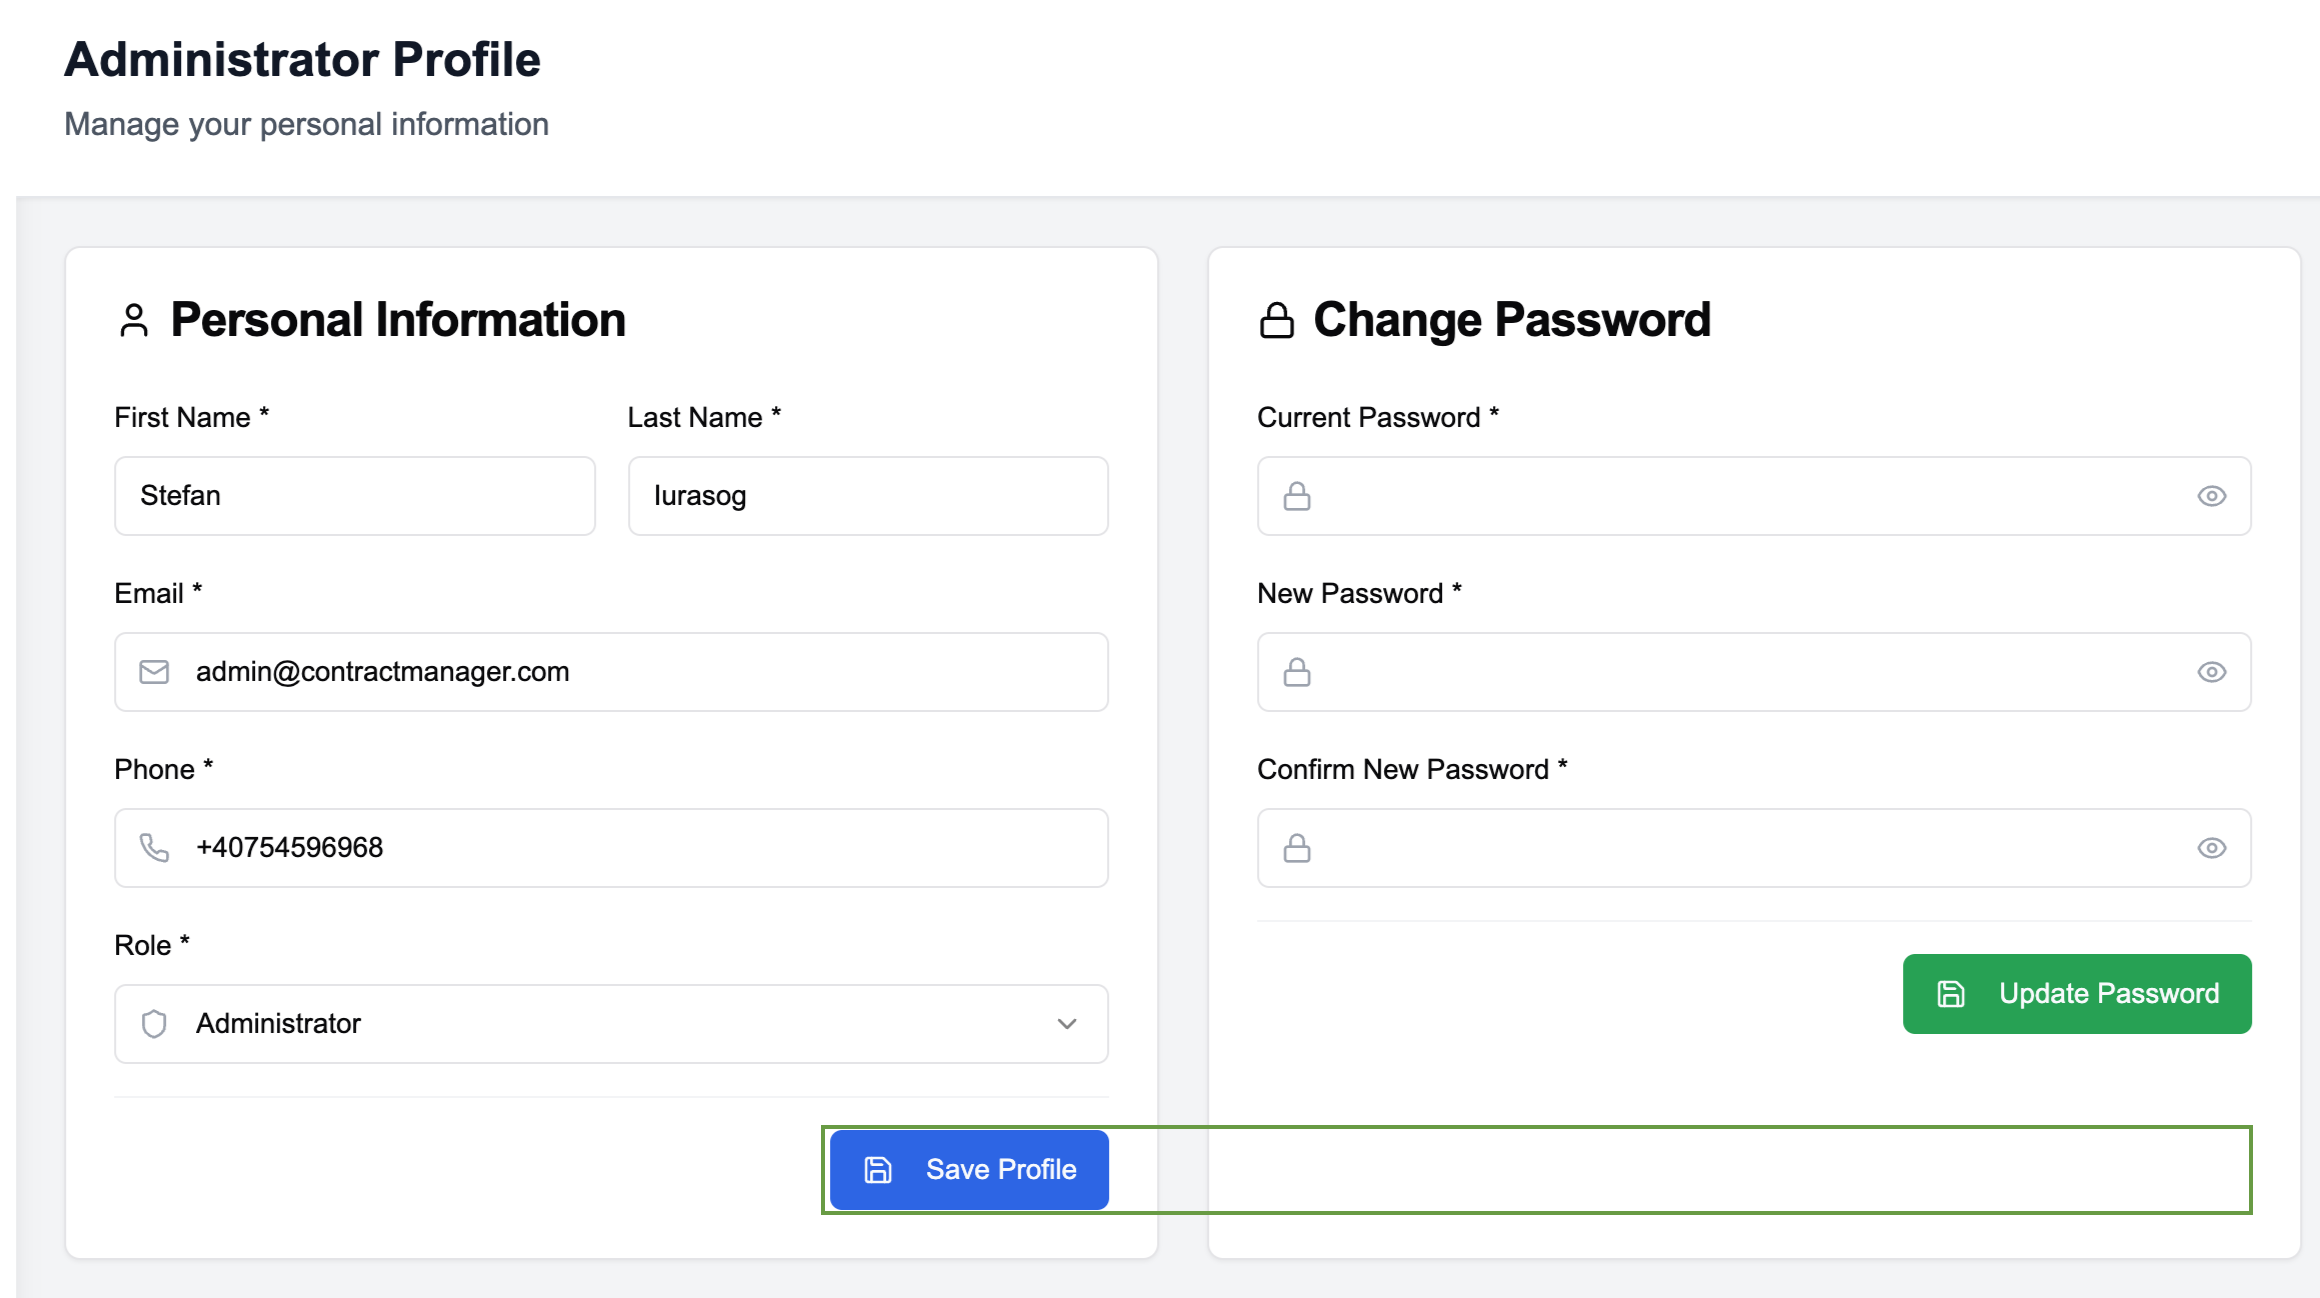 Administrator Profile
Manage your personal information
Personal Information
First Name *
Last Name *
Stefan
Iurasog
Email *
admin@contractmanager.com
Phone *
+40754596968
Role *
Administrator
Save Profile
Change Password
Current Password *
New Password *
Confirm New Password *
Update Password